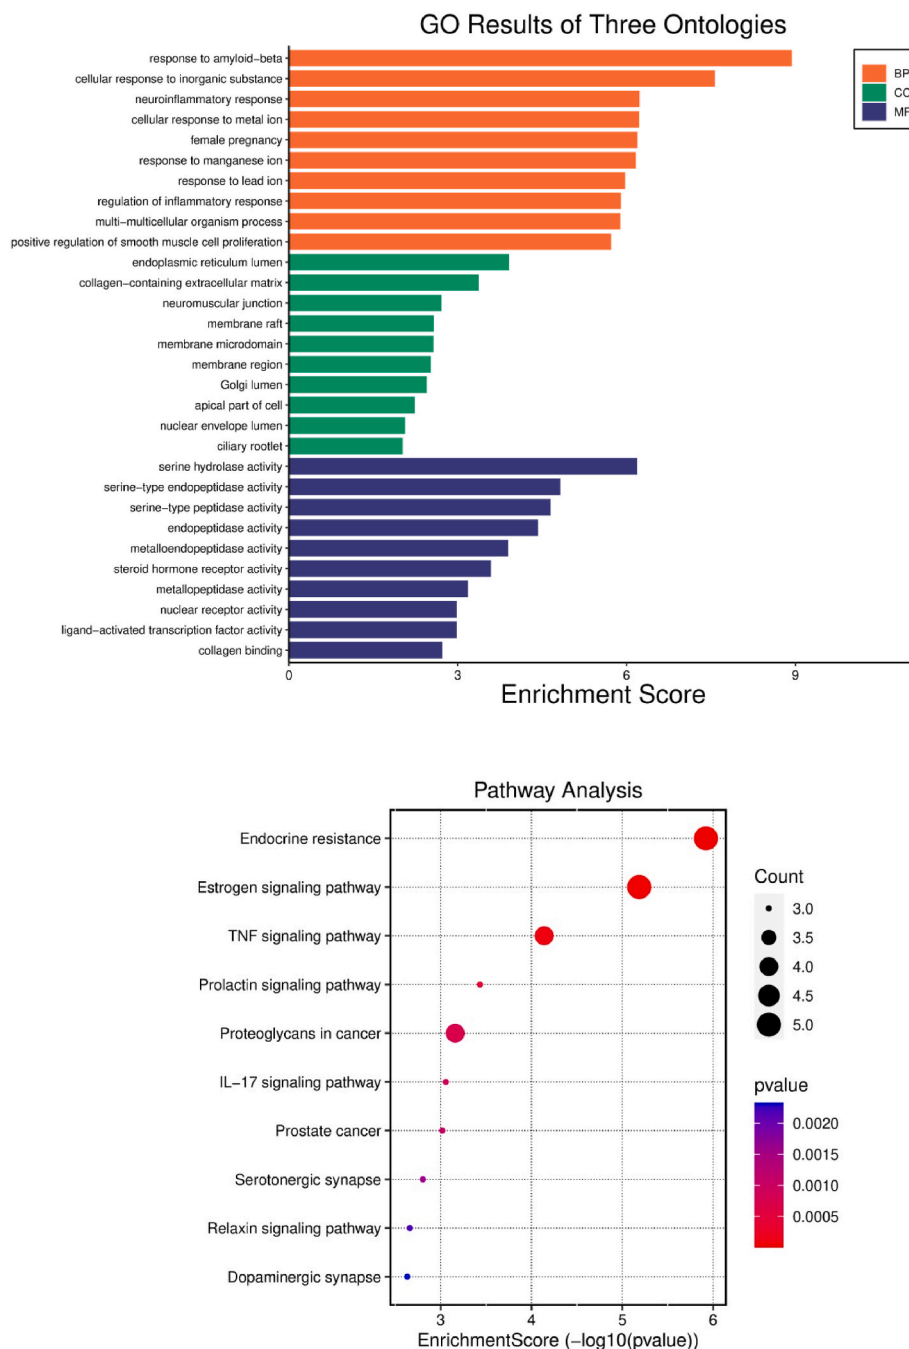 GO Results of Three Ontologies
response to amyloid−beta
cellular response to inorganic substance
neuroinflammatory response
cellular response to metal ion
female pregnancy
response to manganese ion
response to lead ion
regulation of inflammatory response
multi−multicellular organism process
positive regulation of smooth muscle cell proliferation
endoplasmic reticulum lumen
collagen−containing extracellular matrix
neuromuscular junction
membrane raft
membrane microdomain
membrane region
Golgi lumen
apical part of cell
nuclear envelope lumen
ciliary rootlet
serine hydrolase activity
serine−type endopeptidase activity
serine−type peptidase activity
endopeptidase activity
metalloendopeptidase activity
steroid hormone receptor activity
metallopeptidase activity
nuclear receptor activity
ligand−activated transcription factor activity
collagen binding
0 3 6 9
Enrichment Score
BP
CC
MF
Pathway Analysis
Endocrine resistance
Estrogen signaling pathway
TNF signaling pathway
Prolactin signaling pathway
Proteoglycans in cancer
IL−17 signaling pathway
Prostate cancer
Serotonergic synapse
Relaxin signaling pathway
Dopaminergic synapse
3 4 5 6
EnrichmentScore (−log10(pvalue))
Count
3.0
3.5
4.0
4.5
5.0
pvalue
0.0020
0.0015
0.0010
0.0005